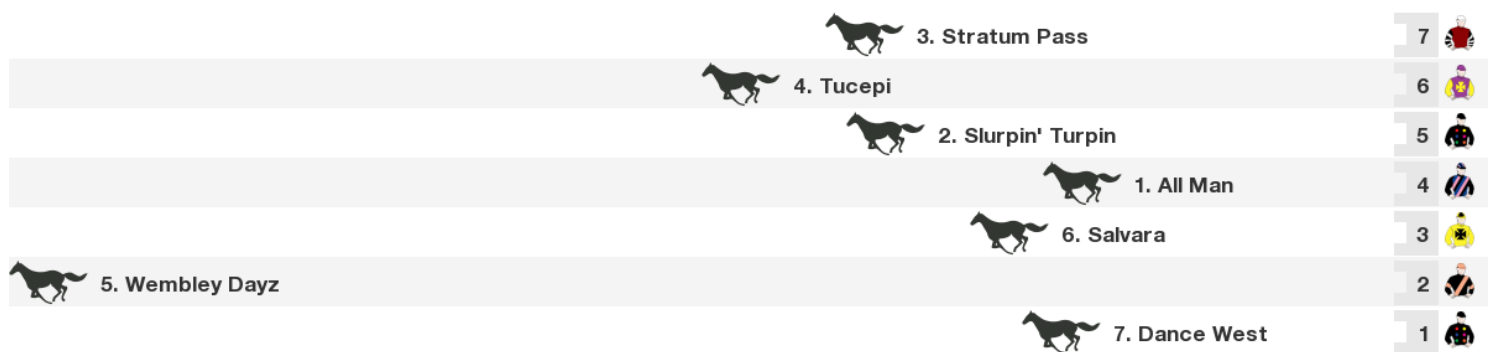 3. Stratum Pass 7
4. Tucepi 6
2. Slurpin' Turpin 5
1. All Man 4
6. Salvara 3
5. Wembley Dayz 2
7. Dance West 1